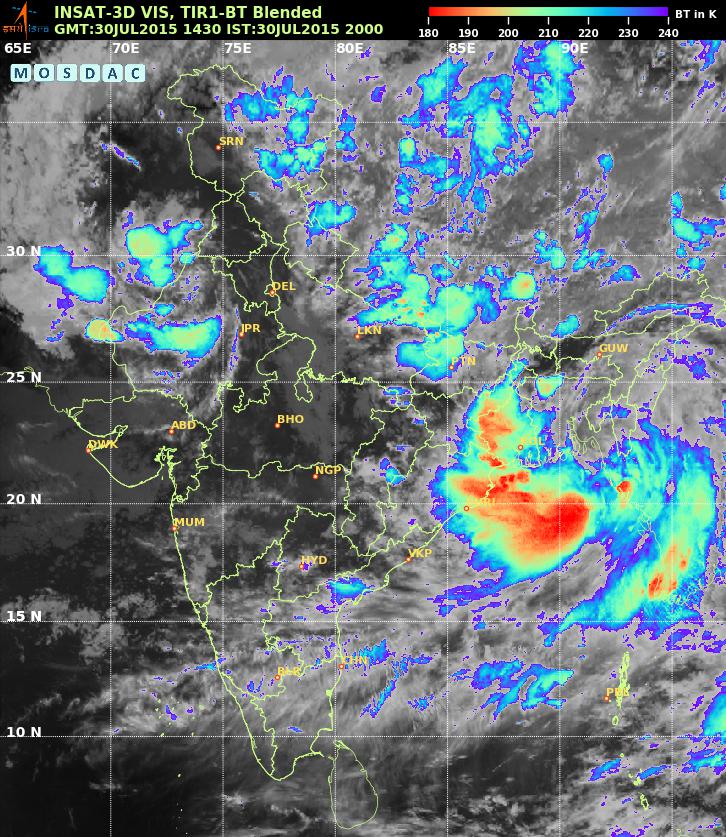 INSAT-3D VIS, TIR1-BT Blended
GMT:30JUL2015 1430 IST:30JUL2015 2000
BT in K
180 190 200 210 220 230 240
65E 70E 75E 80E 85E 90E
M O S D A C
SRN
30 N
DEL
JPR
LKN
GUW
PTN
25 N
ABD
BHO
KOL
DWK
NGP
20 N
MUM
VKP
HYD
15 N
CHN
BLR
PBL
10 N